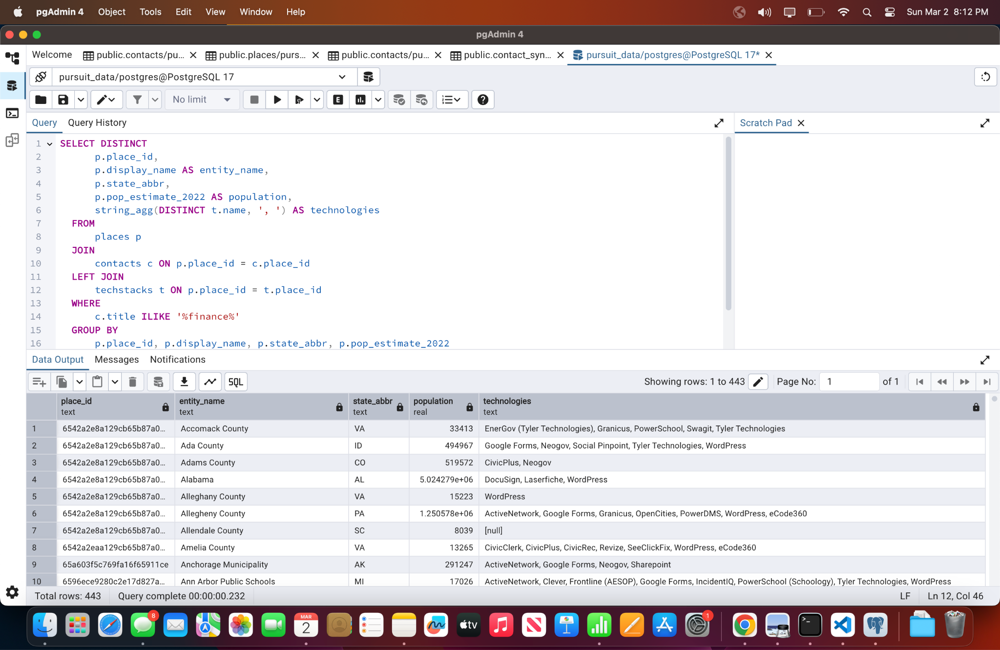 pgAdmin 4 Object Tools Edit View Window Help Sun Mar 2 8:12 PM
pgAdmin 4
Welcome public.contacts/pu... public.places/purs... public.contacts/pu... public.contact_syn... pursuit_data/postgres@PostgreSQL 17*
pursuit_data/postgres@PostgreSQL 17
No limit E
Query Query History Scratch Pad
1 SELECT DISTINCT
2 p.place_id,
3 p.display_name AS entity_name,
4 p.state_abbr,
5 p.pop_estimate_2022 AS population,
6 string_agg(DISTINCT t.name, ', ') AS technologies
7 FROM
8 places p
9 JOIN
10 contacts c ON p.place_id = c.place_id
11 LEFT JOIN
12 techstacks t ON p.place_id = t.place_id
13 WHERE
14 c.title ILIKE '%finance%'
15 GROUP BY
16 p.place_id, p.display_name, p.state_abbr, p.pop_estimate_2022
Data Output Messages Notifications
SQL Showing rows: 1 to 443 Page No: 1 of 1
place_id entity_name state_abbr population technologies
text text text real text
1 6542a2e8a129cb65b87a0... Accomack County VA 33413 EnerGov (Tyler Technologies), Granicus, PowerSchool, Swagit, Tyler Technologies
2 6542a2e8a129cb65b87a0... Ada County ID 494967 Google Forms, Neogov, Social Pinpoint, Tyler Technologies, WordPress
3 6542a2e8a129cb65b87a0... Adams County CO 519572 CivicPlus, Neogov
4 6542a2e8a129cb65b87a0... Alabama AL 5.024279e+06 DocuSign, Laserfiche, WordPress
5 6542a2e8a129cb65b87a0... Alleghany County VA 15223 WordPress
6 6542a2e8a129cb65b87a0... Allegheny County PA 1.250578e+06 ActiveNetwork, Google Forms, Granicus, OpenCities, PowerDMS, WordPress, eCode360
7 6542a2e8a129cb65b87a0... Allendale County SC 8039 [null]
8 6542a2eaa129cb65b87a0... Amelia County VA 13265 CivicClerk, CivicPlus, CivicRec, Revize, SeeClickFix, WordPress, eCode360
9 65a603f5c769fa16f65911ce Anchorage Municipality AK 291247 ActiveNetwork, Google Forms, Neogov, Sharepoint
10 6596ece9280c2e17d827a... Ann Arbor Public Schools MI 17026 ActiveNetwork, Clever, Frontline (AESOP), Google Forms, IncidentIQ, PowerSchool (Schoology), Tyler Technologies, WordPress
Total rows: 443 Query complete 00:00:00.232 LF Ln 12, Col 46
8 MAR 2 tv 1